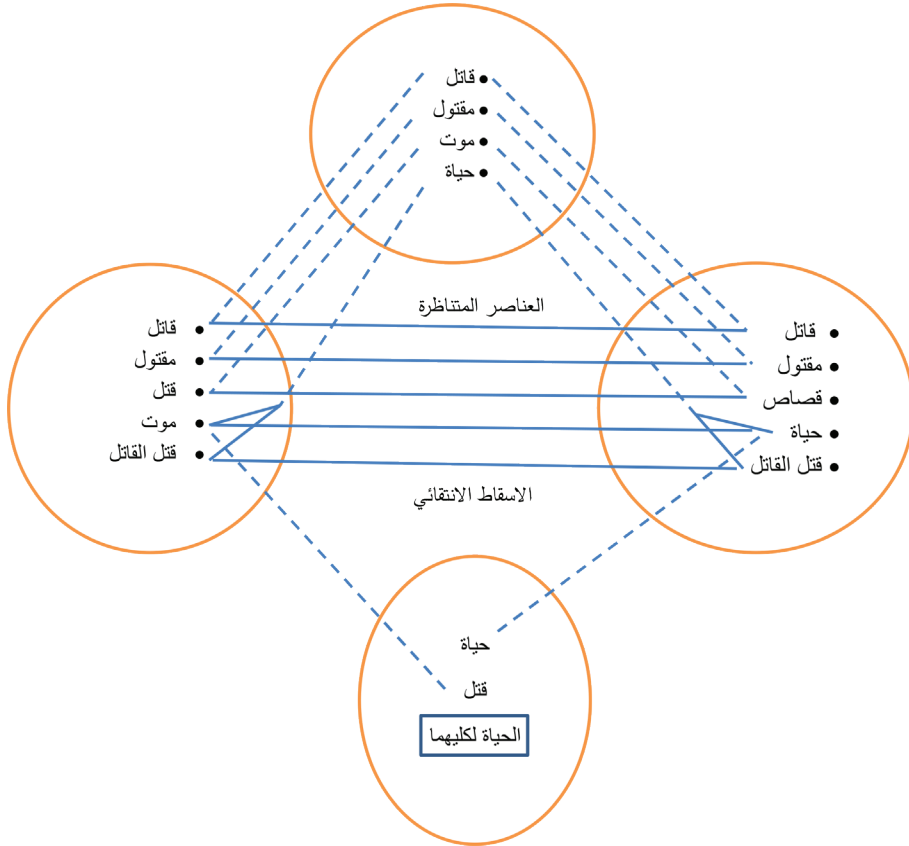 قاتل
مقتول
موت
حياة
العناصر المتناظرة
قاتل
مقتول
قصاص
حياة
قتل القاتل
قاتل
مقتول
قتل
موت
قتل القاتل
الاسقاط الانتقائي
حياة
قتل
الحياة لكليهما